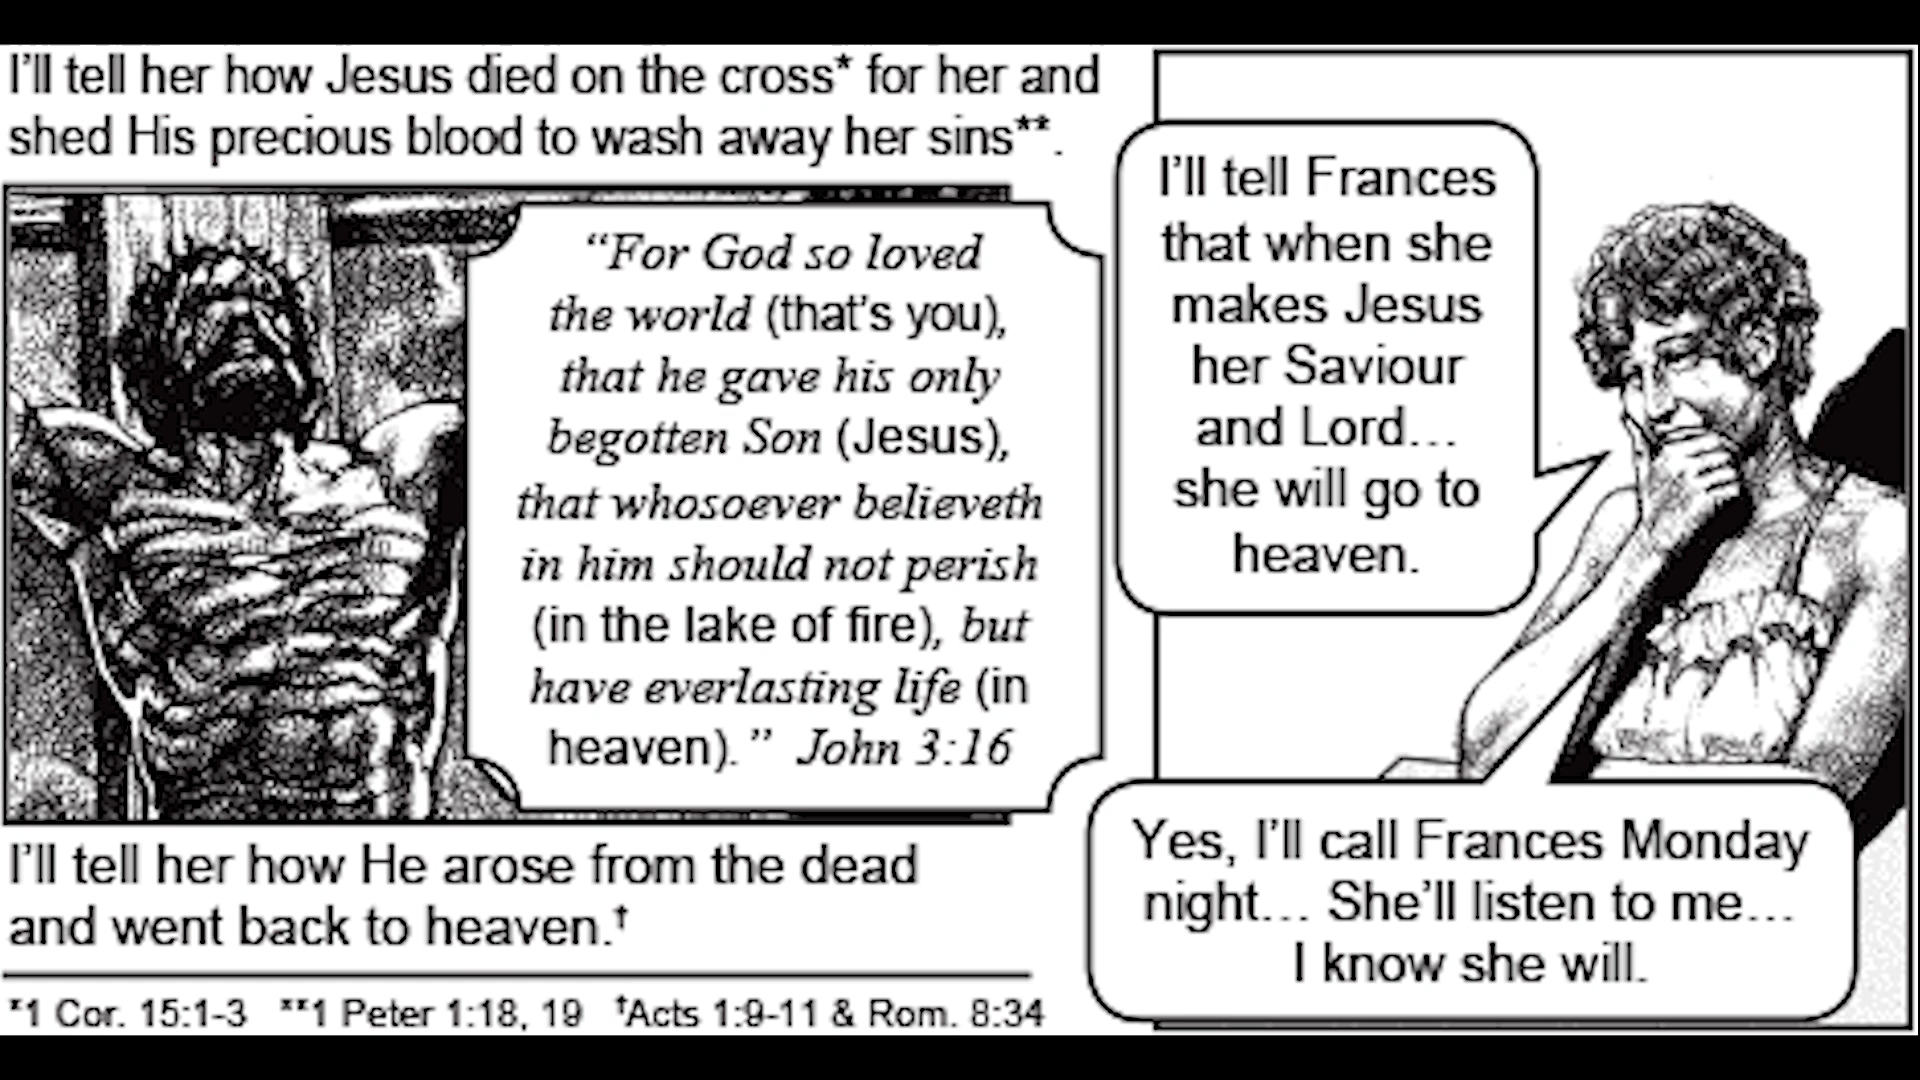 I'll tell her how Jesus died on the cross* for her and
shed His precious blood to wash away her sins**.
“For God so loved
the world (that's you),
that he gave his only
begotten Son (Jesus),
that whosoever believeth
in him should not perish
(in the lake of fire), but
have everlasting life (in
heaven).” John 3:16
I'll tell her how He arose from the dead
and went back to heaven.†
*1 Cor. 15:1-3 **1 Peter 1:18, 19 †Acts 1:9-11 & Rom. 8:34
I'll tell Frances
that when she
makes Jesus
her Saviour
and Lord...
she will go to
heaven.
Yes, I'll call Frances Monday
night... She'll listen to me...
I know she will.